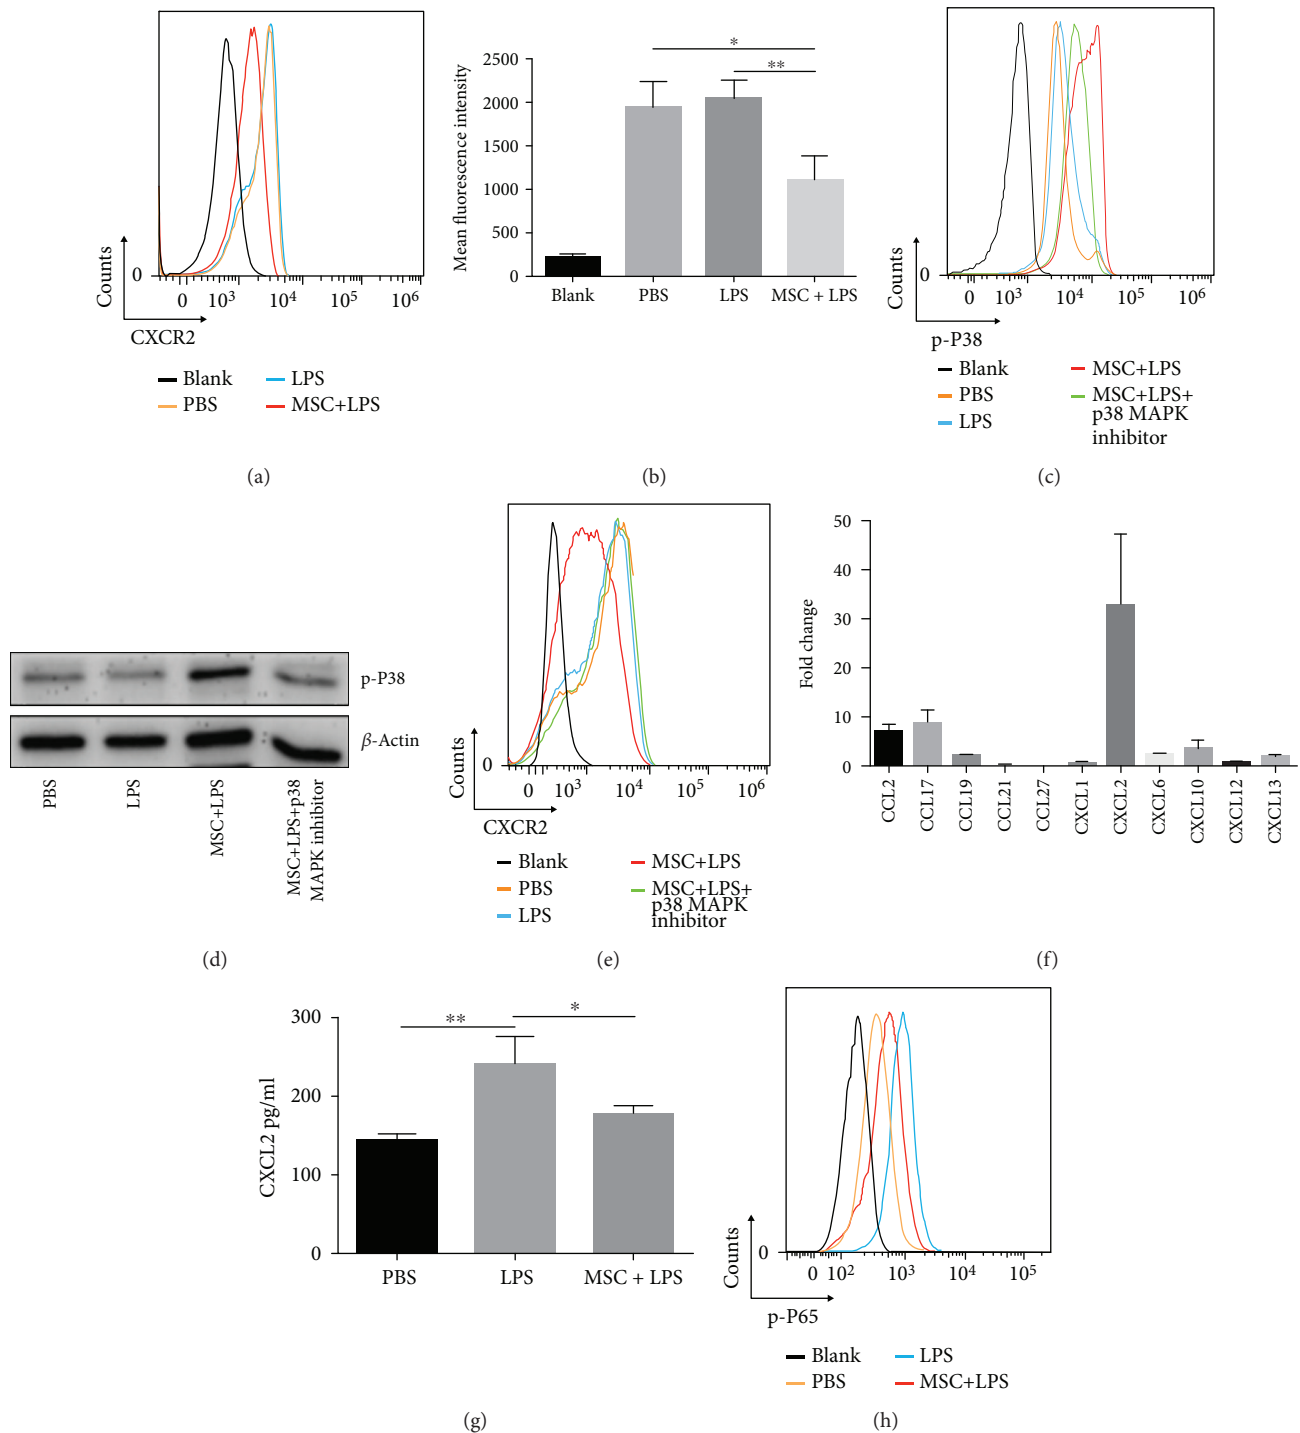 Counts
0
0
10³
10⁴
10⁵
10⁶
CXCR2
Blank
PBS
LPS
MSC+LPS
(a)
Mean fluorescence intensity
2500
2000
1500
1000
500
0
*
**
Blank
PBS
LPS
MSC + LPS
(b)
Counts
0
0
10³
10⁴
10⁵
10⁶
p-P38
Blank
PBS
LPS
MSC+LPS
MSC+LPS+
p38 MAPK
inhibitor
(c)
p-P38
β-Actin
PBS
LPS
MSC+LPS
MSC+LPS+p38
MAPK inhibitor
(d)
Counts
0
0
10³
10⁴
10⁵
10⁶
CXCR2
Blank
PBS
LPS
MSC+LPS
MSC+LPS+
p38 MAPK
inhibitor
(e)
Fold change
50
40
30
20
10
0
CCL2
CCL17
CCL19
CCL21
CCL27
CXCL1
CXCL2
CXCL6
CXCL10
CXCL12
CXCL13
(f)
CXCL2 pg/ml
300
200
100
0
**
*
PBS
LPS
MSC + LPS
(g)
Counts
0
0
10²
10³
10⁴
10⁵
p-P65
Blank
PBS
LPS
MSC+LPS
(h)